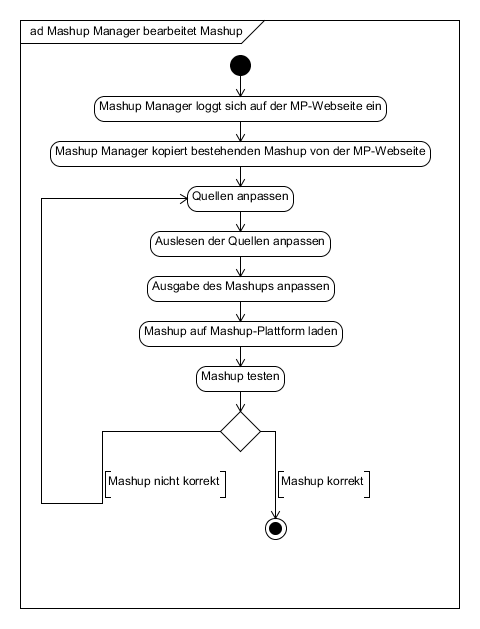 ad Mashup Manager bearbeitet Mashup
Mashup Manager loggt sich auf der MP-Webseite ein
Mashup Manager kopiert bestehenden Mashup von der MP-Webseite
Quellen anpassen
Auslesen der Quellen anpassen
Ausgabe des Mashups anpassen
Mashup auf Mashup-Plattform laden
Mashup testen
[Mashup nicht korrekt]
[Mashup korrekt]